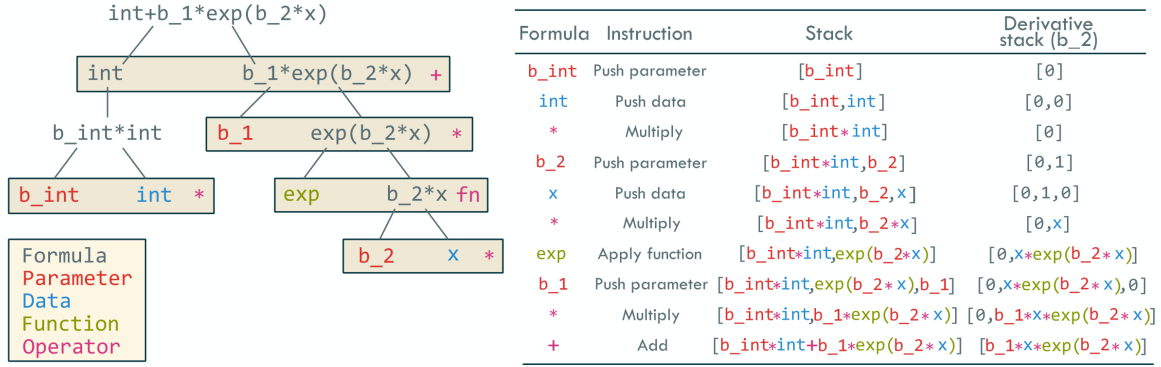 int+b_1*exp(b_2*x)
int b_1*exp(b_2*x) +
b_int*int b_1 exp(b_2*x) *
b_int int * exp b_2*x fn
b_2 x *
Formula
Parameter
Data
Function
Operator
Formula Instruction Stack Derivative stack (b_2)
b_int Push parameter [b_int] [0]
int Push data [b_int,int] [0,0]
* Multiply [b_int*int] [0]
b_2 Push parameter [b_int*int,b_2] [0,1]
x Push data [b_int*int,b_2,x] [0,1,0]
* Multiply [b_int*int,b_2*x] [0,x]
exp Apply function [b_int*int,exp(b_2*x)] [0,x*exp(b_2*x)]
b_1 Push parameter [b_int*int,exp(b_2*x),b_1] [0,x*exp(b_2*x),0]
* Multiply [b_int*int,b_1*exp(b_2*x)] [0,b_1*x*exp(b_2*x)]
+ Add [b_int*int+b_1*exp(b_2*x)] [b_1*x*exp(b_2*x)]